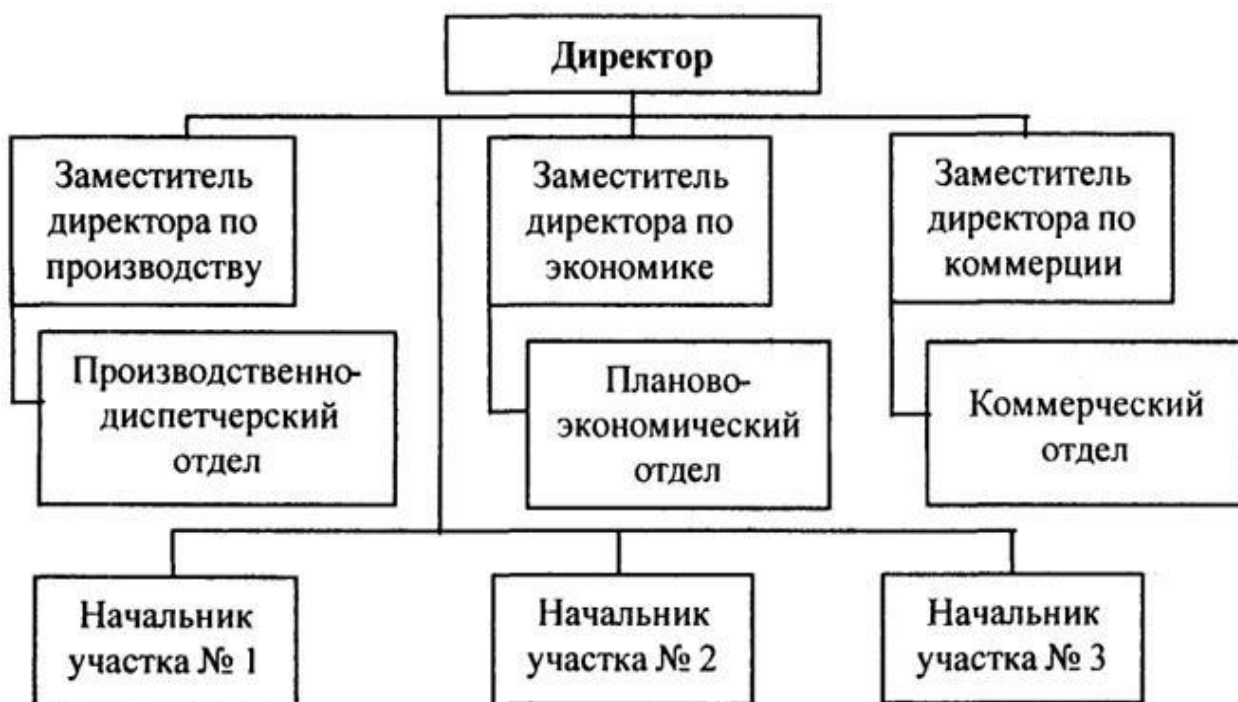 Директор
Заместитель
директора по
производству
Заместитель
директора по
экономике
Заместитель
директора по
коммерции
Производственно-
диспетчерский
отдел
Планово-
экономический
отдел
Коммерческий
отдел
Начальник
участка № 1
Начальник
участка № 2
Начальник
участка № 3